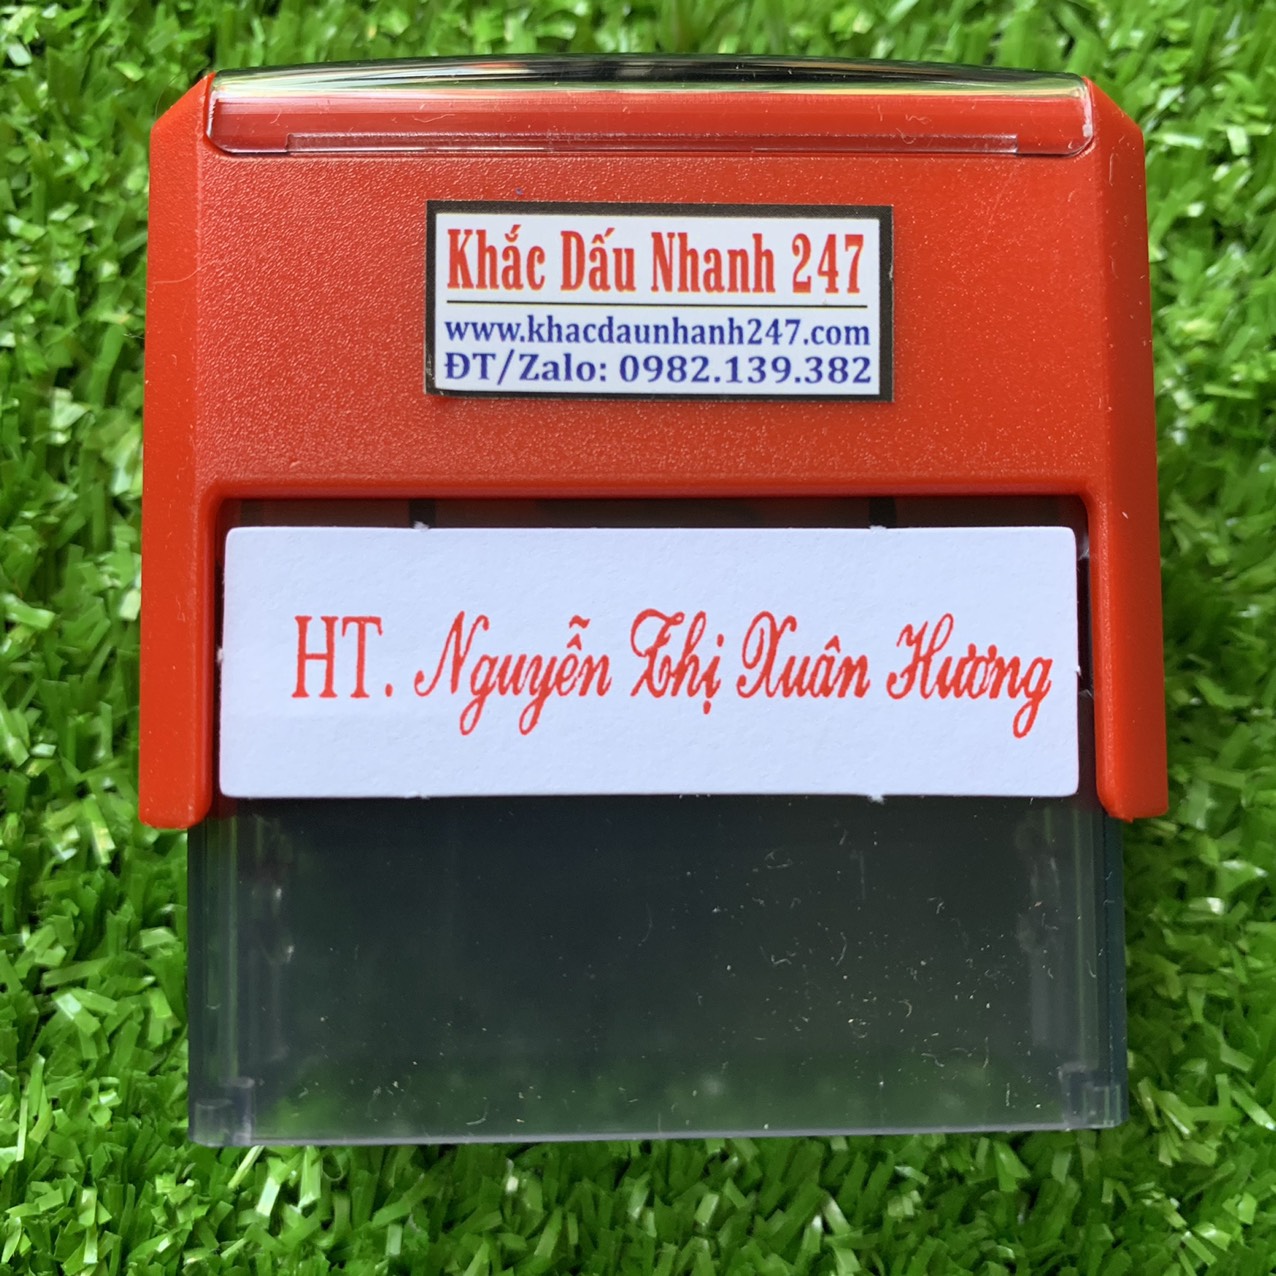 Khắc Dấu Nhanh 247
www.khacdaunhanh247.com
ĐT/Zalo: 0982.139.382
HT. Nguyễn Thị Xuân Hương